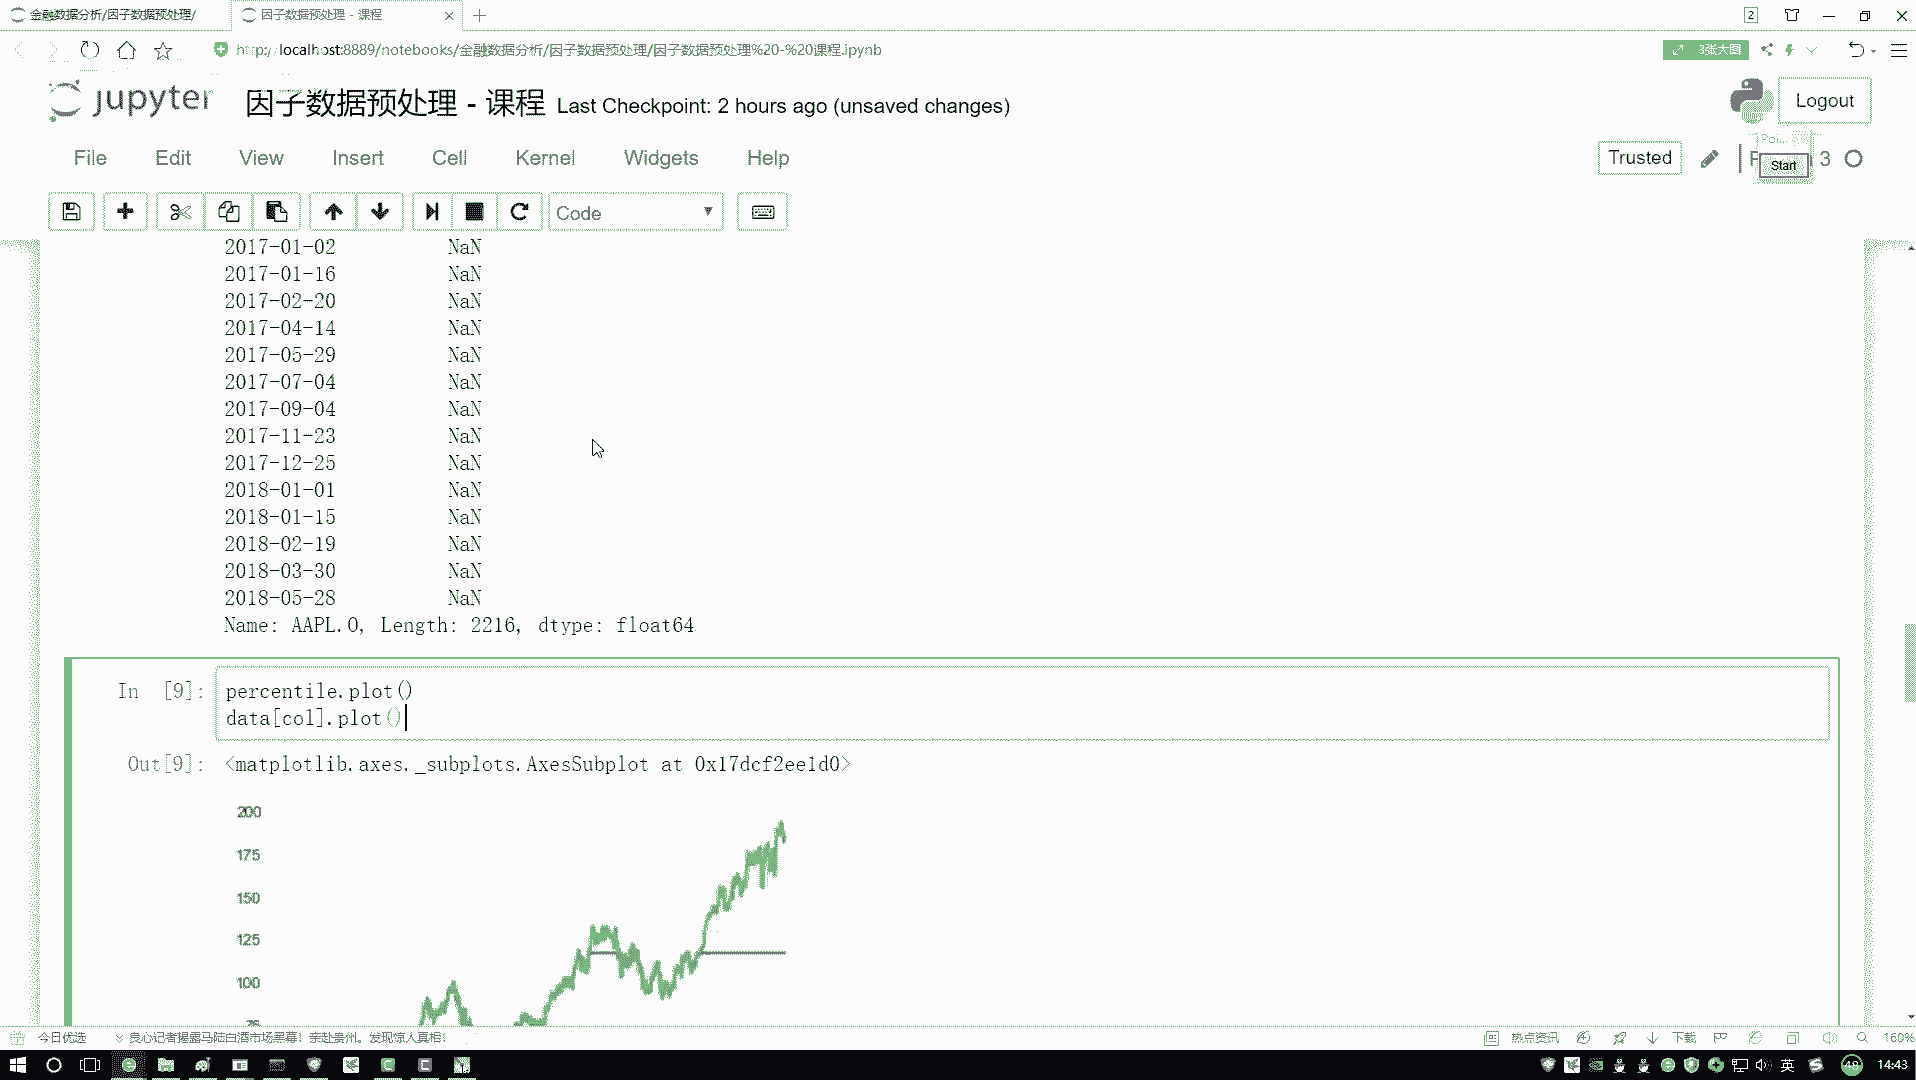 金融数据分析/因子数据预处理/
因子数据预处理 - 课程
2
localhost:8889/notebooks/金融数据分析/因子数据预处理/因子数据预处理%20-%20课程.ipynb
3张大图
jupyter
因子数据预处理 - 课程 Last Checkpoint: 2 hours ago (unsaved changes)
Logout
File Edit View Insert Cell Kernel Widgets Help
Trusted
Start
3
Code
2017-01-02 NaN
2017-01-16 NaN
2017-02-20 NaN
2017-04-14 NaN
2017-05-29 NaN
2017-07-04 NaN
2017-09-04 NaN
2017-11-23 NaN
2017-12-25 NaN
2018-01-01 NaN
2018-01-15 NaN
2018-02-19 NaN
2018-03-30 NaN
2018-05-28 NaN
Name: AAPL.O, Length: 2216, dtype: float64
In [9]: percentile.plot()
data[col].plot()
Out[9]: <matplotlib.axes._subplots.AxesSubplot at 0x17dcf2ee1d0>
200
175
150
125
100
75
今日优选
良心记者揭露马陆白酒市场黑幕！亲赴贵州。发现惊人真相！
热点资讯
下载
160%
英
48
14:43